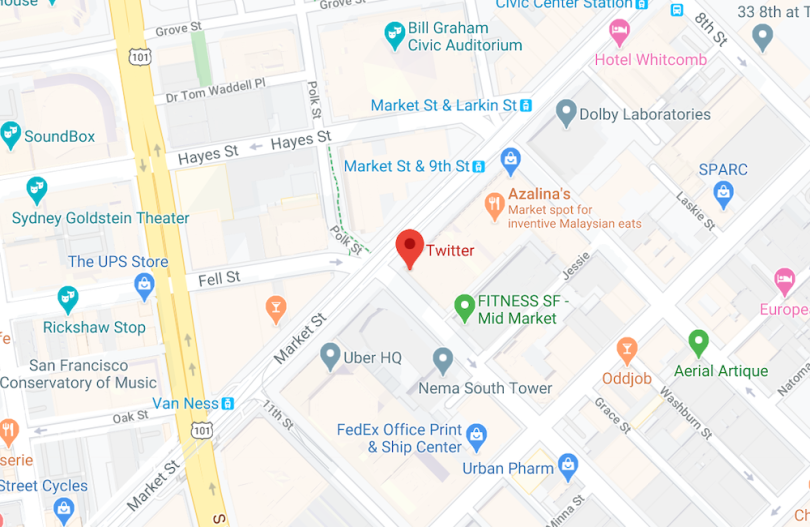 House
Grove St
Grove St
Civic Center Station
33 8th at T
8th St
101
Bill Graham
Civic Auditorium
Hotel Whitcomb
Dr Tom Waddell Pl
Polk St
Market St & Larkin St
Dolby Laboratories
SoundBox
Hayes St
Hayes St
Market St & 9th St
SPARC
Azalina's
Market spot for
inventive Malaysian eats
Laskie St
Sydney Goldstein Theater
Polk St
Twitter
The UPS Store
Fell St
Jessie
FITNESS SF -
Mid Market
Europe
Rickshaw Stop
Market St
Uber HQ
San Francisco
Conservatory of Music
Nema South Tower
Oddjob
Aerial Artique
Natoma
Van Ness
11th St
Oak St
Grace St
Washburn St
101
FedEx Office Print
& Ship Center
serie
Urban Pharm
Market St
Street Cycles
Minna St
S
Ch